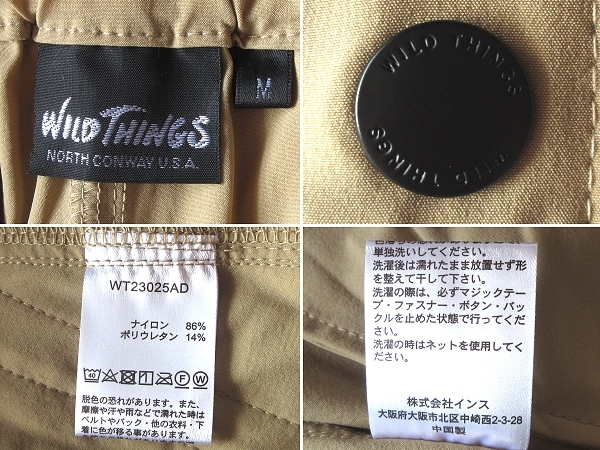 WILD THINGS
NORTH CONWAY U.S.A.
M
WILD THINGS
WILD THINGS
WT23025AD
ナイロン 86%
ポリウレタン 14%
40
F
W
脱色の恐れがあります。また、
摩擦や汗や雨などで濡れた時は
ベルトやバック・他の衣料・下
着に色が移る事があります。
単独洗いしてください。
洗濯後は濡れたまま放置せず形
を整えて干して下さい。
洗濯の際は、必ずマジックテー
プ・ファスナー・ボタン・バッ
クルを止めた状態で行ってくだ
さい。
洗濯の時はネットを使用してく
ださい。
株式会社インス
大阪府大阪市北区中崎西2-3-28
中国製